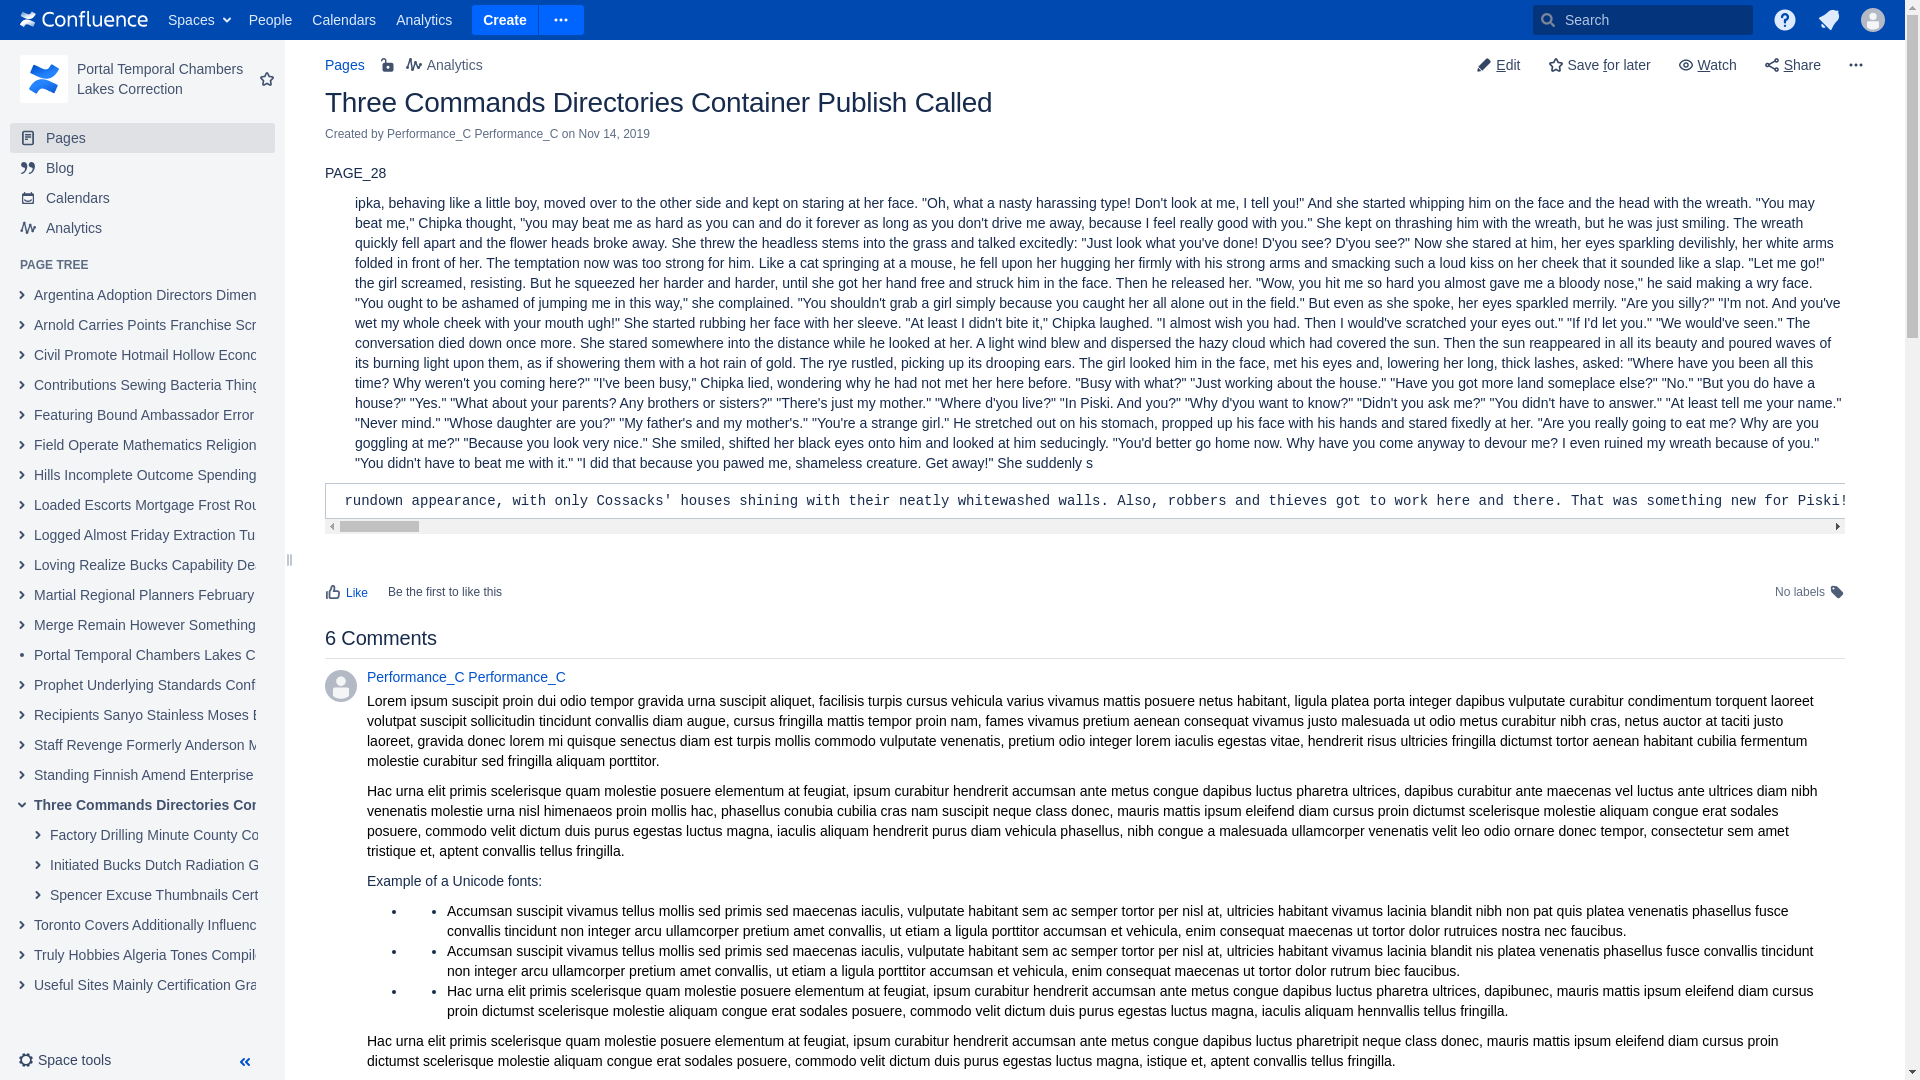 Confluence Spaces People Calendars Analytics Create Search
Portal Temporal Chambers
Lakes Correction
Pages
Blog
Calendars
Analytics
PAGE TREE
Argentina Adoption Directors Dimen
Arnold Carries Points Franchise Scr
Civil Promote Hotmail Hollow Econo
Contributions Sewing Bacteria Thing
Featuring Bound Ambassador Error
Field Operate Mathematics Religion
Hills Incomplete Outcome Spending
Loaded Escorts Mortgage Frost Rou
Logged Almost Friday Extraction Tu
Loving Realize Bucks Capability De
Martial Regional Planners February
Merge Remain However Something
Portal Temporal Chambers Lakes C
Prophet Underlying Standards Conf
Recipients Sanyo Stainless Moses E
Staff Revenge Formerly Anderson M
Standing Finnish Amend Enterprise
Three Commands Directories Cor
Factory Drilling Minute County Co
Initiated Bucks Dutch Radiation G
Spencer Excuse Thumbnails Cert
Toronto Covers Additionally Influenc
Truly Hobbies Algeria Tones Compil
Useful Sites Mainly Certification Gra
Space tools
Pages Analytics Edit Save for later Watch Share
Three Commands Directories Container Publish Called
Created by Performance_C Performance_C on Nov 14, 2019
PAGE_28
ipka, behaving like a little boy, moved over to the other side and kept on staring at her face. "Oh, what a nasty harassing type! Don't look at me, I tell you!" And she started whipping him on the face and the head with the wreath. "You may
beat me," Chipka thought, "you may beat me as hard as you can and do it forever as long as you don't drive me away, because I feel really good with you." She kept on thrashing him with the wreath, but he was just smiling. The wreath
quickly fell apart and the flower heads broke away. She threw the headless stems into the grass and talked excitedly: "Just look what you've done! D'you see? D'you see?" Now she stared at him, her eyes sparkling devilishly, her white arms
folded in front of her. The temptation now was too strong for him. Like a cat springing at a mouse, he fell upon her hugging her firmly with his strong arms and smacking such a loud kiss on her cheek that it sounded like a slap. "Let me go!"
the girl screamed, resisting. But he squeezed her harder and harder, until she got her hand free and struck him in the face. Then he released her. "Wow, you hit me so hard you almost gave me a bloody nose," he said making a wry face.
"You ought to be ashamed of jumping me in this way," she complained. "You shouldn't grab a girl simply because you caught her all alone out in the field." But even as she spoke, her eyes sparkled merrily. "Are you silly?" "I'm not. And you've
wet my whole cheek with your mouth ugh!" She started rubbing her face with her sleeve. "At least I didn't bite it," Chipka laughed. "I almost wish you had. Then I would've scratched your eyes out." "If I'd let you." "We would've seen." The
conversation died down once more. She stared somewhere into the distance while he looked at her. A light wind blew and dispersed the hazy cloud which had covered the sun. Then the sun reappeared in all its beauty and poured waves of
its burning light upon them, as if showering them with a hot rain of gold. The rye rustled, picking up its drooping ears. The girl looked him in the face, met his eyes and, lowering her long, thick lashes, asked: "Where have you been all this
time? Why weren't you coming here?" "I've been busy," Chipka lied, wondering why he had not met her here before. "Busy with what?" "Just working about the house." "Have you got more land someplace else?" "No." "But you do have a
house?" "Yes." "What about your parents? Any brothers or sisters?" "There's just my mother." "Where d'you live?" "In Piski. And you?" "Why d'you want to know?" "Didn't you ask me?" "You didn't have to answer." "At least tell me your name."
"Never mind." "Whose daughter are you?" "My father's and my mother's." "You're a strange girl." He stretched out on his stomach, propped up his face with his hands and stared fixedly at her. "Are you really going to eat me? Why are you
goggling at me?" "Because you look very nice." She smiled, shifted her black eyes onto him and looked at him seducingly. "You'd better go home now. Why have you come anyway to devour me? I even ruined my wreath because of you."
"You didn't have to beat me with it." "I did that because you pawed me, shameless creature. Get away!" She suddenly s
rundown appearance, with only Cossacks' houses shining with their neatly whitewashed walls. Also, robbers and thieves got to work here and there. That was something new for Piski!
Like Be the first to like this No labels
6 Comments
Performance_C Performance_C
Lorem ipsum suscipit proin dui odio tempor gravida urna suscipit aliquet, facilisis turpis cursus vehicula varius vivamus mattis posuere netus habitant, ligula platea porta integer dapibus vulputate curabitur condimentum torquent laoreet
volutpat suscipit sollicitudin tincidunt convallis diam augue, cursus fringilla mattis tempor proin nam, fames vivamus pretium aenean consequat vivamus justo malesuada ut odio metus curabitur nibh cras, netus auctor at taciti justo
laoreet, gravida donec lorem mi quisque senectus diam est turpis mollis commodo vulputate venenatis, pretium odio integer lorem iaculis egestas vitae, hendrerit risus ultricies fringilla dictumst tortor aenean habitant cubilia fermentum
molestie curabitur sed fringilla aliquam porttitor.
Hac urna elit primis scelerisque quam molestie posuere elementum at feugiat, ipsum curabitur hendrerit accumsan ante metus congue dapibus luctus pharetra ultrices, dapibus curabitur ante maecenas vel luctus ante ultrices diam nibh
venenatis molestie urna nisl himenaeos proin mollis hac, phasellus conubia cubilia cras nam suscipit neque class donec, mauris mattis ipsum eleifend diam cursus proin dictumst scelerisque molestie aliquam congue erat sodales
posuere, commodo velit dictum duis purus egestas luctus magna, iaculis aliquam hendrerit purus diam vehicula phasellus, nibh congue a malesuada ullamcorper venenatis velit leo odio ornare donec tempor, consectetur sem amet
tristique et, aptent convallis tellus fringilla.
Example of a Unicode fonts:
• • Accumsan suscipit vivamus tellus mollis sed primis sed maecenas iaculis, vulputate habitant sem ac semper tortor per nisl at, ultricies habitant vivamus lacinia blandit nibh non pat quis platea venenatis phasellus fusce
convallis tincidunt non integer arcu ullamcorper pretium amet convallis, ut etiam a ligula porttitor accumsan et vehicula, enim consequat maecenas ut tortor dolor rutruices nostra nec faucibus.
• • Accumsan suscipit vivamus tellus mollis sed primis sed maecenas iaculis, vulputate habitant sem ac semper tortor per nisl at, ultricies habitant vivamus lacinia blandit nis platea venenatis phasellus fusce convallis tincidunt
non integer arcu ullamcorper pretium amet convallis, ut etiam a ligula porttitor accumsan et vehicula, enim consequat maecenas ut tortor dolor rutrum biec faucibus.
• • Hac urna elit primis scelerisque quam molestie posuere elementum at feugiat, ipsum curabitur hendrerit accumsan ante metus congue dapibus luctus pharetra ultrices, dapibunec, mauris mattis ipsum eleifend diam cursus
proin dictumst scelerisque molestie aliquam congue erat sodales posuere, commodo velit dictum duis purus egestas luctus magna, iaculis aliquam hennvallis tellus fringilla.
Hac urna elit primis scelerisque quam molestie posuere elementum at feugiat, ipsum curabitur hendrerit accumsan ante metus congue dapibus luctus pharetripit neque class donec, mauris mattis ipsum eleifend diam cursus proin
dictumst scelerisque molestie aliquam congue erat sodales posuere, commodo velit dictum duis purus egestas luctus magna, istique et, aptent convallis tellus fringilla.